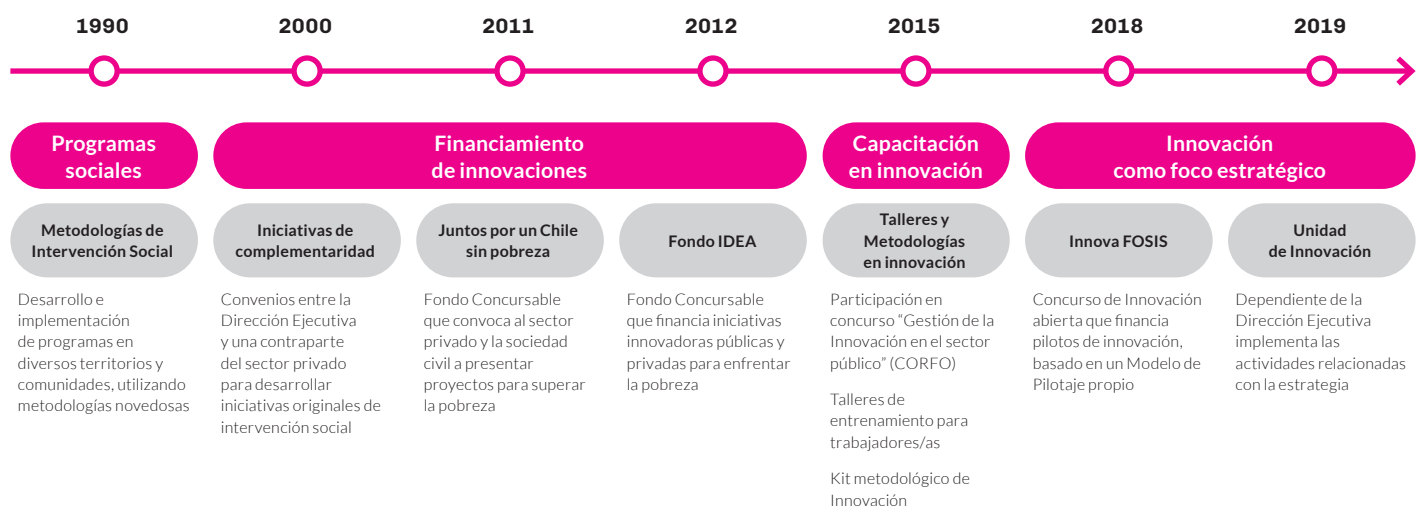 1990
2000
2011
2012
2015
2018
2019
Programas
sociales
Financiamiento
de innovaciones
Capacitación
en innovación
Innovación
como foco estratégico
Metodologías de
Intervención Social
Iniciativas de
complementaridad
Juntos por un Chile
sin pobreza
Fondo IDEA
Talleres y
Metodologías
en innovación
Innova FOSIS
Unidad
de Innovación
Desarrollo e
implementación
de programas en
diversos territorios y
comunidades, utilizando
metodologías novedosas
Convenios entre la
Dirección Ejecutiva
y una contraparte
del sector privado
para desarrollar
iniciativas originales de
intervención social
Fondo Concursable
que convoca al sector
privado y la sociedad
civil a presentar
proyectos para superar
la pobreza
Fondo Concursable
que financia iniciativas
innovadoras públicas y
privadas para enfrentar
la pobreza
Participación en
concurso “Gestión de la
Innovación en el sector
público” (CORFO)
Talleres de
entrenamiento para
trabajadores/as
Kit metodológico de
Innovación
Concurso de Innovación
abierta que financia
pilotos de innovación,
basado en un Modelo de
Pilotaje propio
Dependiente de la
Dirección Ejecutiva
implementa las
actividades relacionadas
con la estrategia